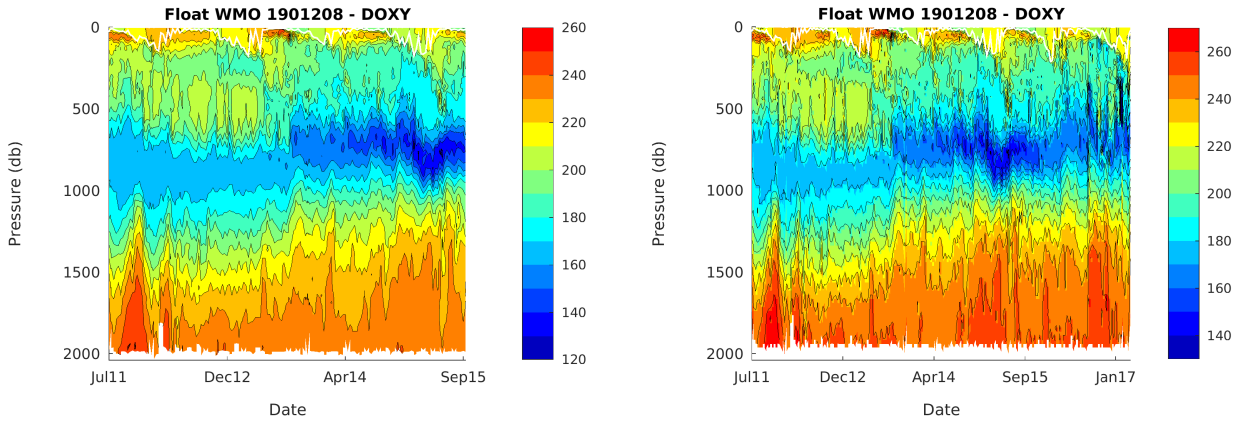 Float WMO 1901208 - DOXY
0
500
1000
1500
2000
Pressure (db)
Jul11
Dec12
Apr14
Sep15
Date
260
240
220
200
180
160
140
120
Float WMO 1901208 - DOXY
0
500
1000
1500
2000
Pressure (db)
Jul11
Dec12
Apr14
Sep15
Jan17
Date
260
240
220
200
180
160
140